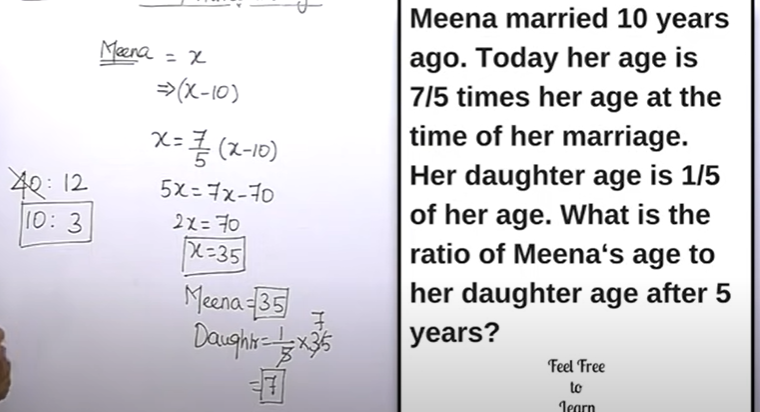 Meena = x
⇒ (x-10)
x = 7/5 (x-10)
5x = 7x-70
2x = 70
x = 35
Meena = 35
Daughtr = 1/5 × 35 7
= 7
40 : 12
10 : 3
Meena married 10 years
ago. Today her age is
7/5 times her age at the
time of her marriage.
Her daughter age is 1/5
of her age. What is the
ratio of Meena‘s age to
her daughter age after 5
years?
Feel Free
to
Learn